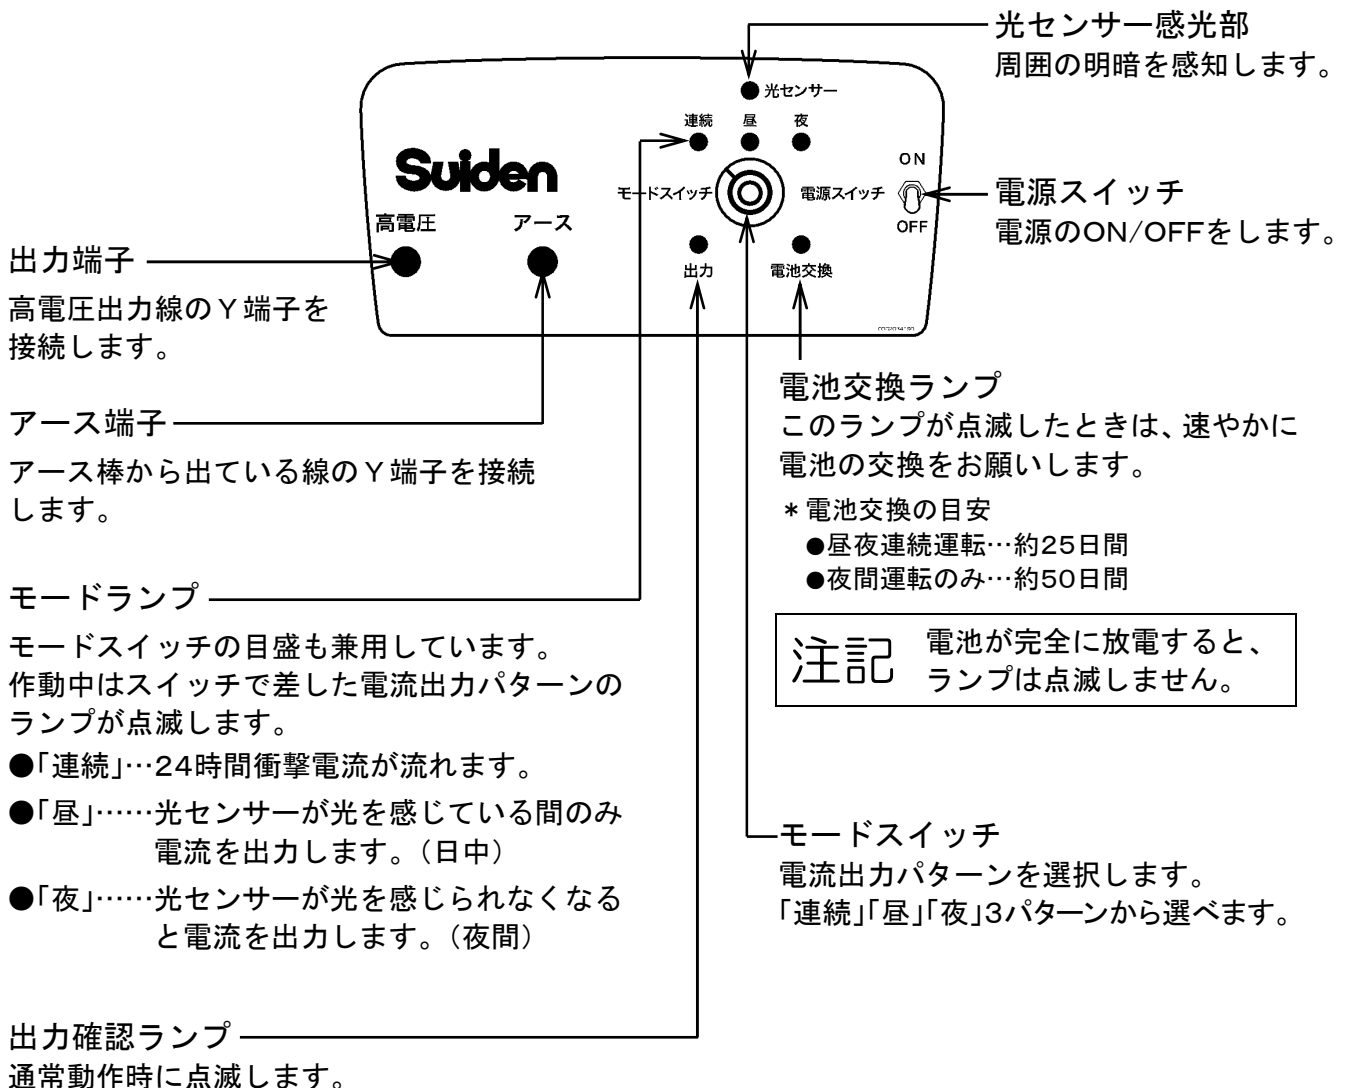 光センサー感光部
周囲の明暗を感知します。
光センサー
連続 昼 夜
Suiden
モードスイッチ
電源スイッチ
ON
OFF
電源スイッチ
電源のON/OFFをします。
高電圧
アース
出力
電池交換
出力端子
高電圧出力線のY端子を
接続します。
アース端子
アース棒から出ている線のY端子を接続
します。
モードランプ
モードスイッチの目盛も兼用しています。
作動中はスイッチで差した電流出力パターンの
ランプが点滅します。
●「連続」…24時間衝撃電流が流れます。
●「昼」……光センサーが光を感じている間のみ
電流を出力します。(日中)
●「夜」……光センサーが光を感じられなくなる
と電流を出力します。(夜間)
出力確認ランプ
通常動作時に点滅します。
電池交換ランプ
このランプが点滅したときは、速やかに
電池の交換をお願いします。
*電池交換の目安
●昼夜連続運転…約25日間
●夜間運転のみ…約50日間
注記
電池が完全に放電すると、
ランプは点滅しません。
モードスイッチ
電流出力パターンを選択します。
「連続」「昼」「夜」3パターンから選べます。